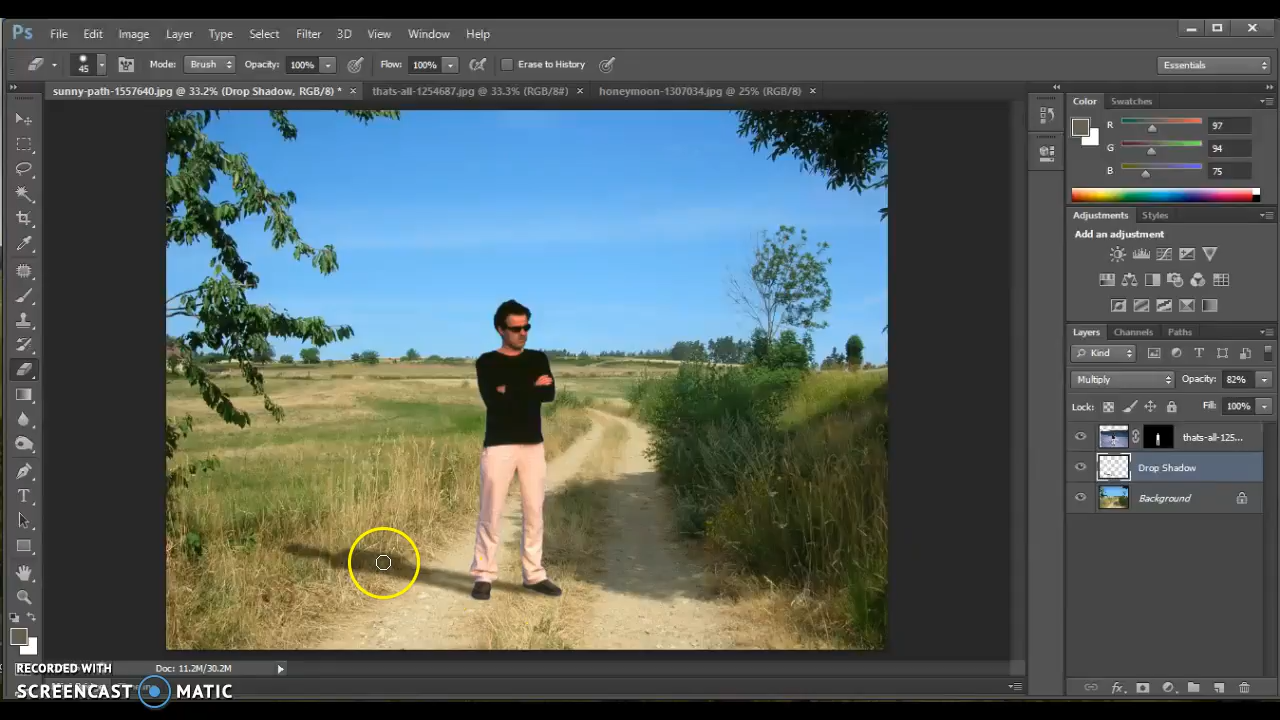 Ps File Edit Image Layer Type Select Filter 3D View Window Help
45 Mode: Brush Opacity: 100% Flow: 100% Erase to History Essentials
sunny-path-1557640.jpg @ 33.2% (Drop Shadow, RGB/8) * × thats-all-1254687.jpg @ 33.3% (RGB/8#) × honeymoon-1307034.jpg @ 25% (RGB/8) ×
Color Swatches
R 97
G 94
B 75
Adjustments Styles
Add an adjustment
Layers Channels Paths
Kind
Multiply Opacity: 82%
Lock: Fill: 100%
thats-all-125...
Drop Shadow
Background
T
RECORDED WITH
SCREENCAST MATIC
Doc: 11.2M/30.2M